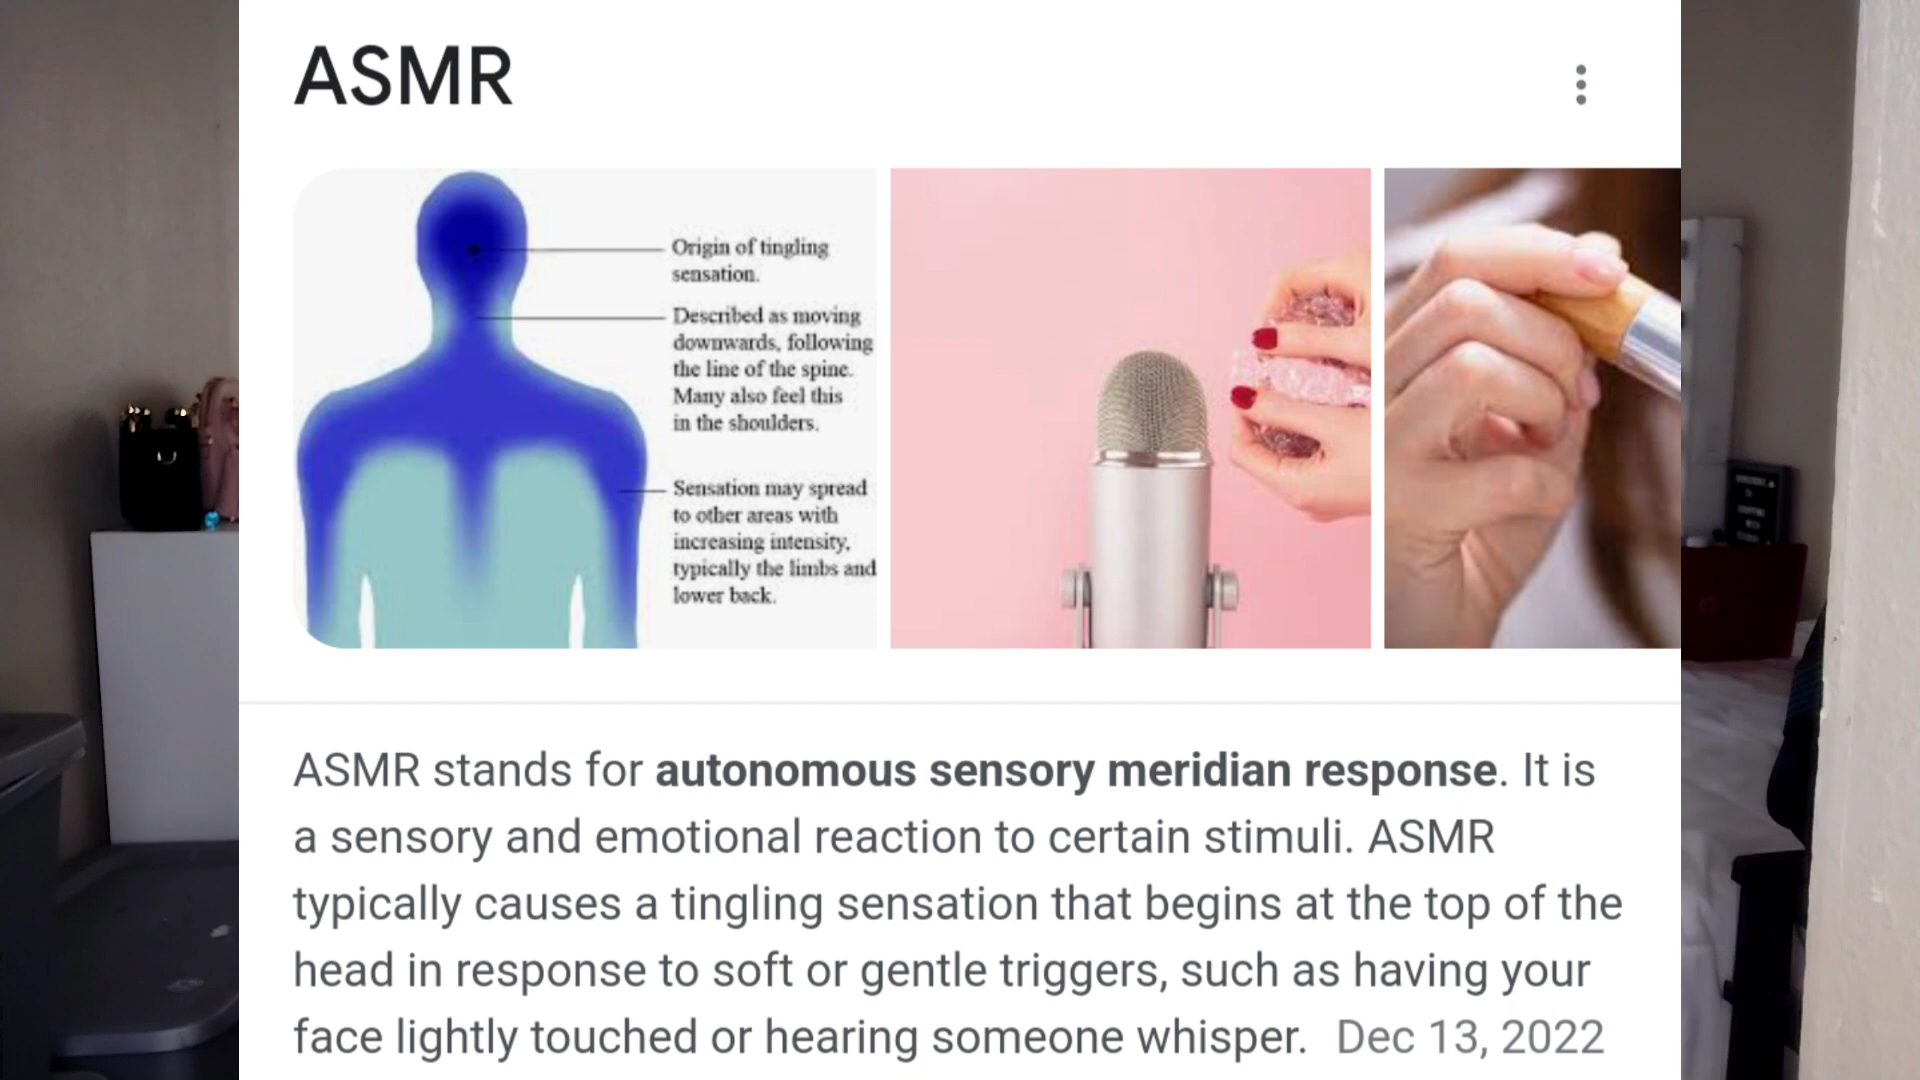 ASMR
Origin of tingling
sensation.
Described as moving
downwards, following
the line of the spine.
Many also feel this
in the shoulders.
Sensation may spread
to other areas with
increasing intensity,
typically the limbs and
lower back.
ASMR stands for autonomous sensory meridian response. It is
a sensory and emotional reaction to certain stimuli. ASMR
typically causes a tingling sensation that begins at the top of the
head in response to soft or gentle triggers, such as having your
face lightly touched or hearing someone whisper. Dec 13, 2022